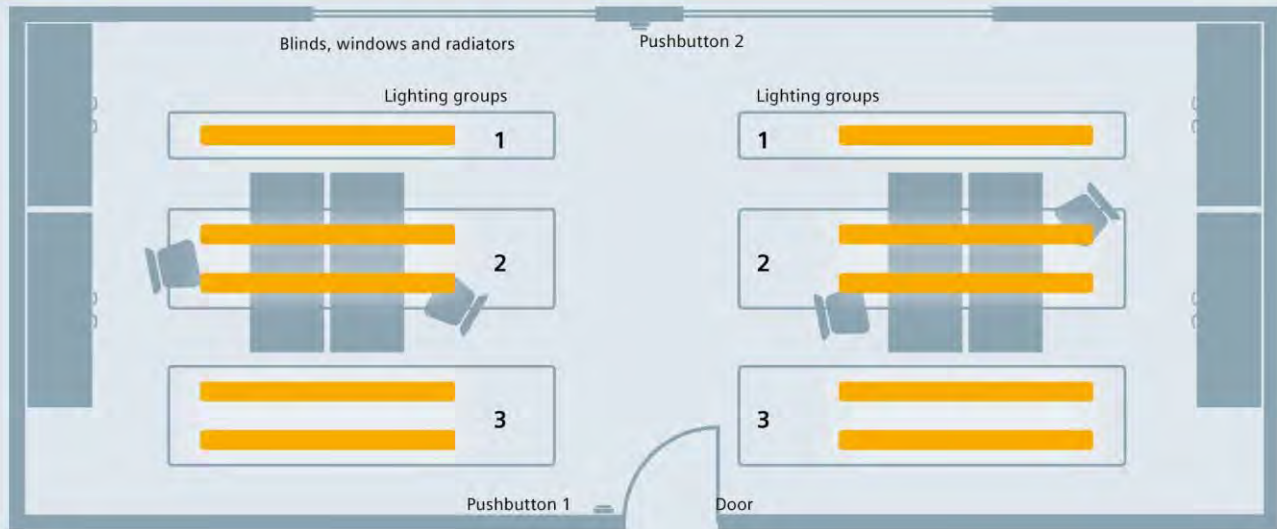 Blinds, windows and radiators
Pushbutton 2
Lighting groups
Lighting groups
1
1
2
2
3
3
Pushbutton 1
Door